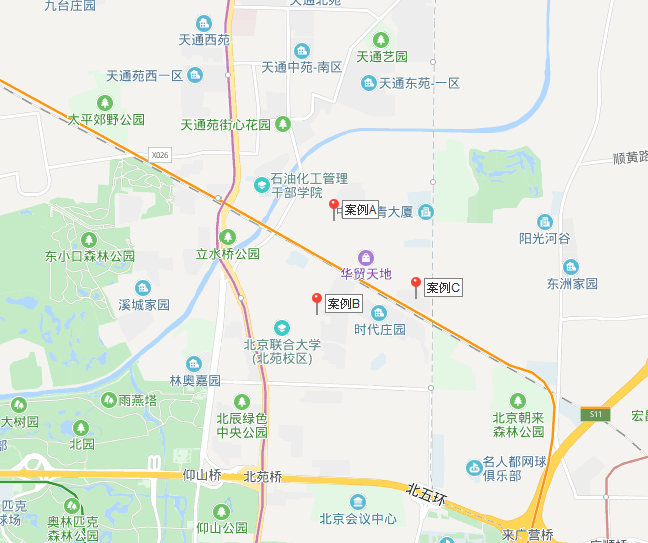 九台庄园
天通北苑
天通西苑
天通中苑-南区
天通艺园
天通苑西一区
天通东苑-一区
太平郊野公园
天通苑街心花园
X026
顺黄路
石油化工管理
干部学院
案例A
青大厦
阳光河谷
东小口森林公园
立水桥公园
华贸天地
东洲家园
案例C
溪城家园
案例B
时代庄园
北京联合大学
(北苑校区)
林奥嘉园
雨燕塔
大树园
北辰绿色
中央公园
北京朝来
森林公园
S11
北园
名人都网球
俱乐部
仰山桥
北苑桥
北五环
奥林匹克
森林公园
仰山公园
北京会议中心
来广营桥